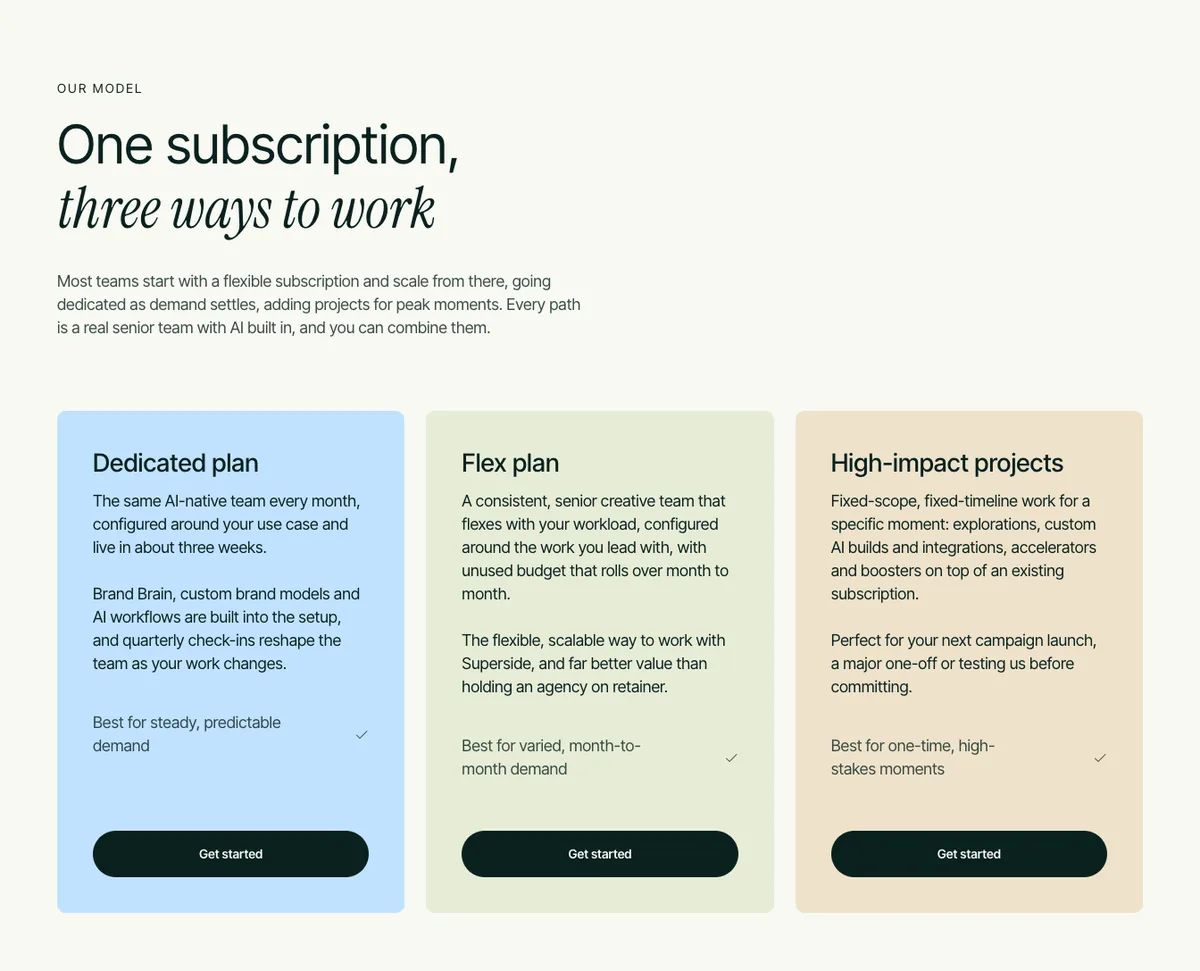 OUR MODEL
One subscription,
three ways to work
Most teams start with a flexible subscription and scale from there, going
dedicated as demand settles, adding projects for peak moments. Every path
is a real senior team with AI built in, and you can combine them.
Dedicated plan
The same AI-native team every month,
configured around your use case and
live in about three weeks.
Brand Brain, custom brand models and
AI workflows are built into the setup,
and quarterly check-ins reshape the
team as your work changes.
Best for steady, predictable
demand
Get started
Flex plan
A consistent, senior creative team that
flexes with your workload, configured
around the work you lead with, with
unused budget that rolls over month to
month.
The flexible, scalable way to work with
Superside, and far better value than
holding an agency on retainer.
Best for varied, month-to-
month demand
Get started
High-impact projects
Fixed-scope, fixed-timeline work for a
specific moment: explorations, custom
AI builds and integrations, accelerators
and boosters on top of an existing
subscription.
Perfect for your next campaign launch,
a major one-off or testing us before
committing.
Best for one-time, high-
stakes moments
Get started